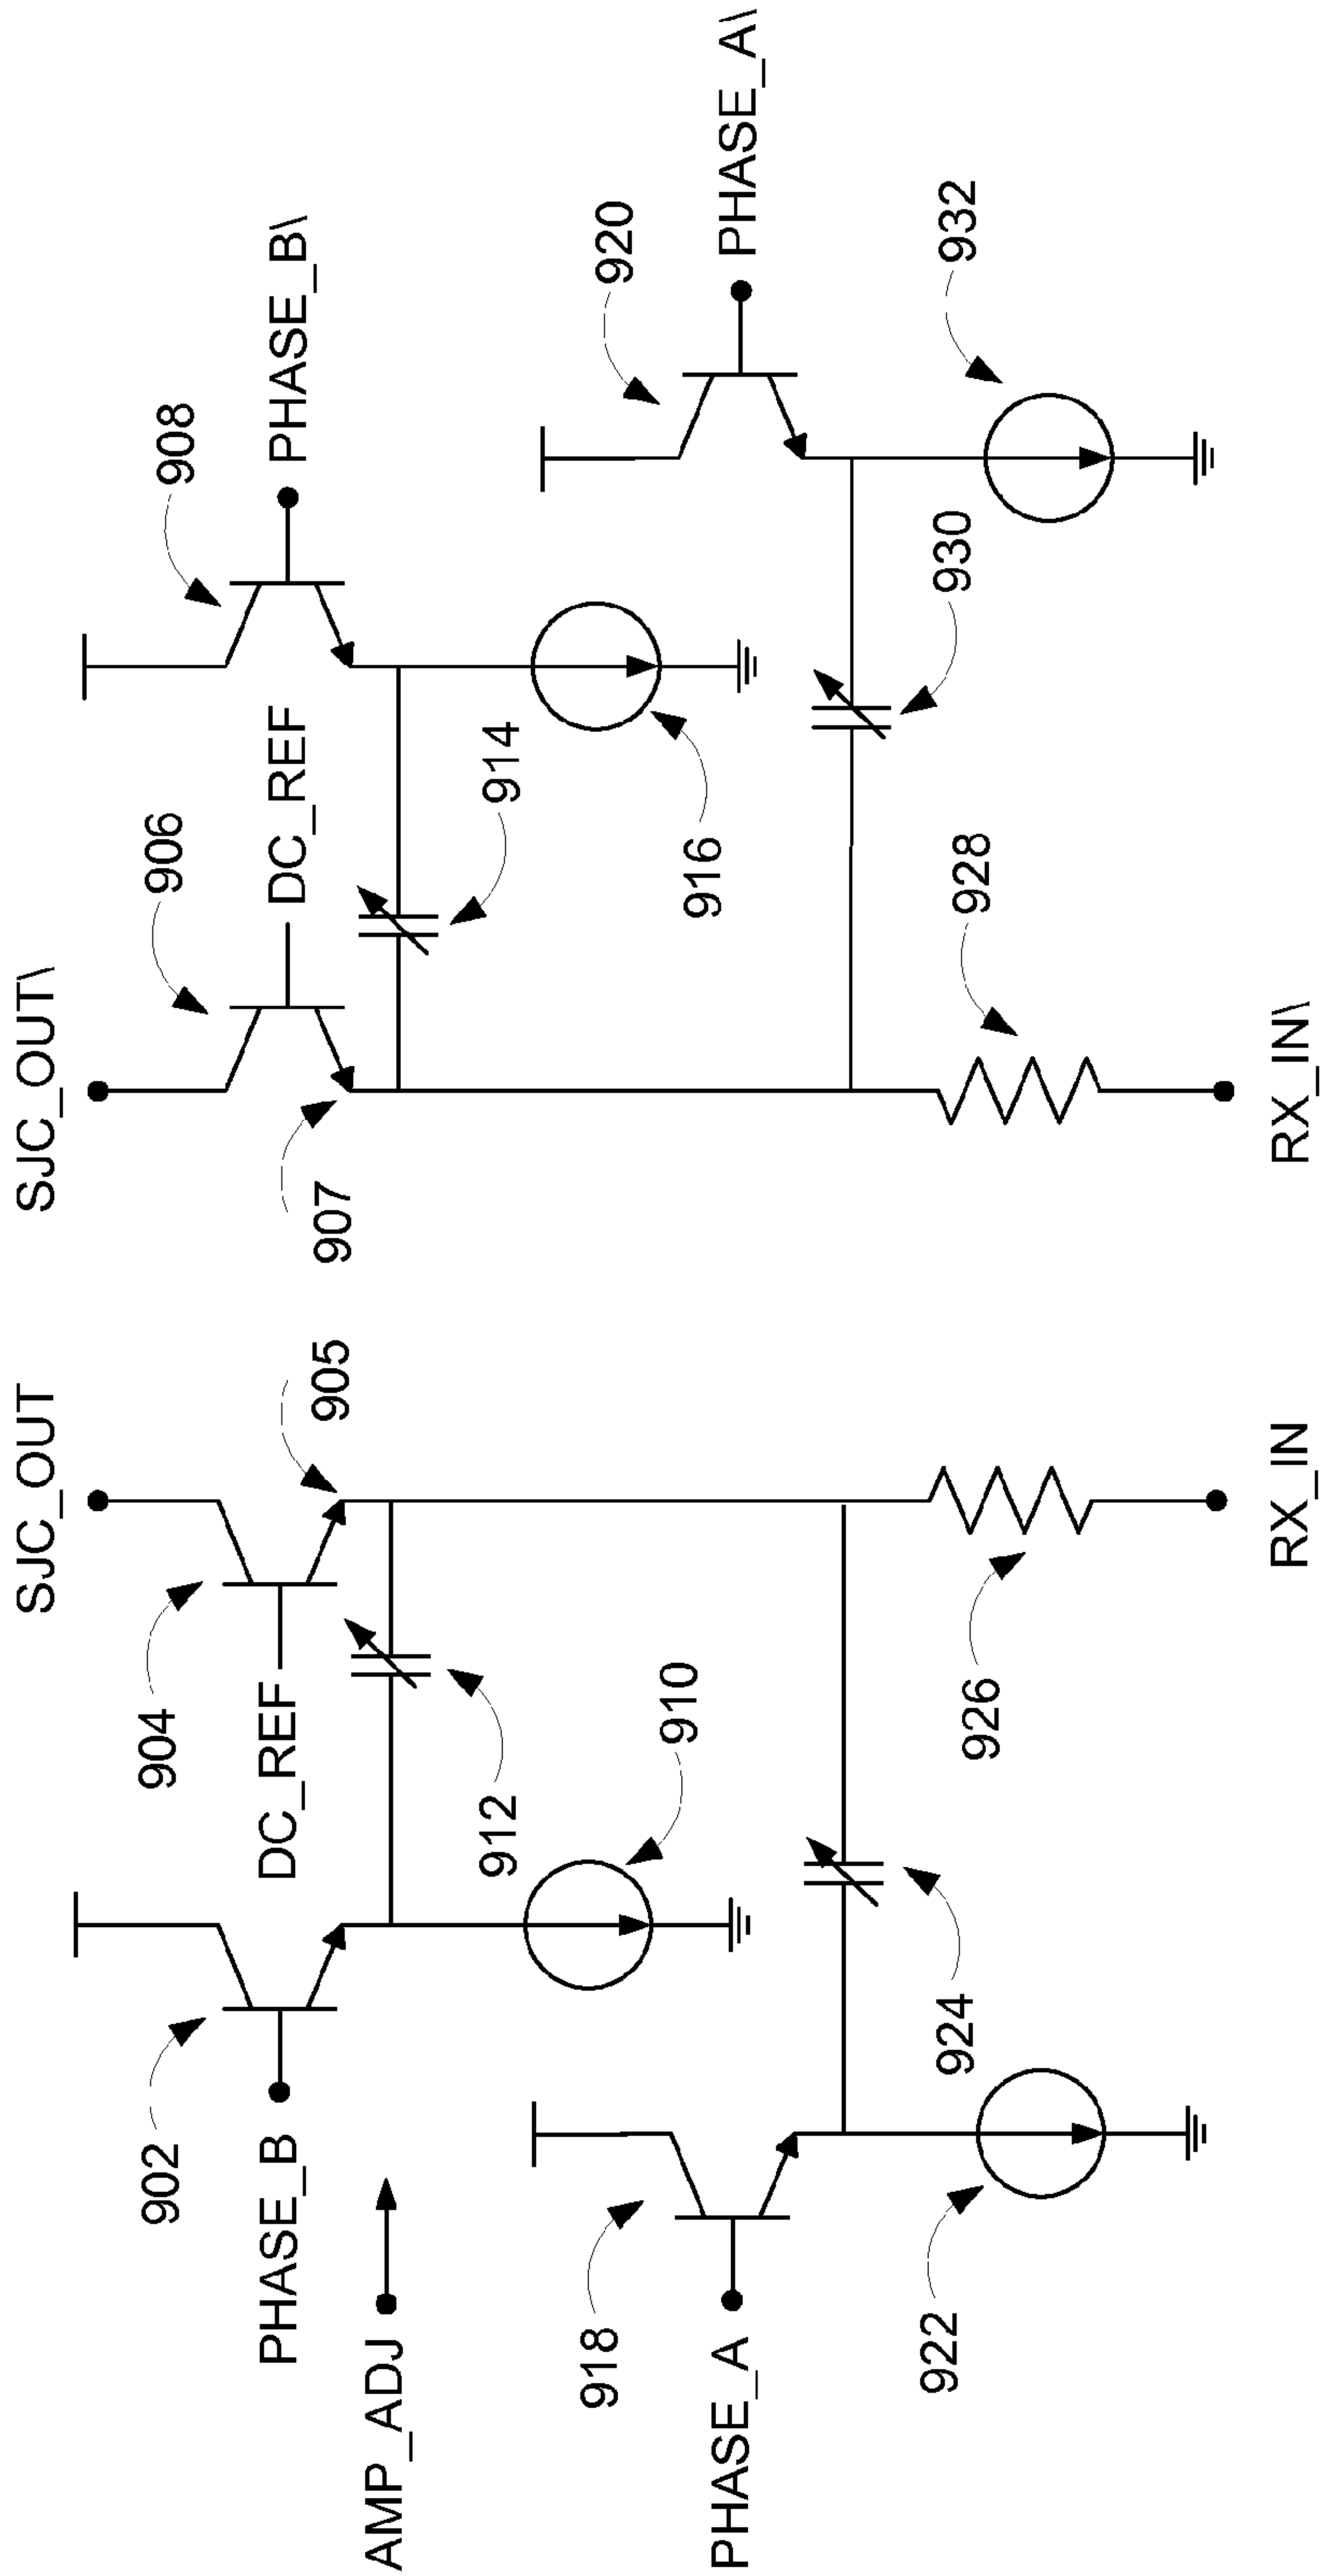 SJC_OUT
SJC_OUT\
902
904
905
906
907
908
PHASE_B
DC_REF
DC_REF
PHASE_B\
AMP_ADJ
912
910
914
916
918
PHASE_A
920
PHASE_A\
922
924
926
928
930
932
RX_IN
RX_IN\